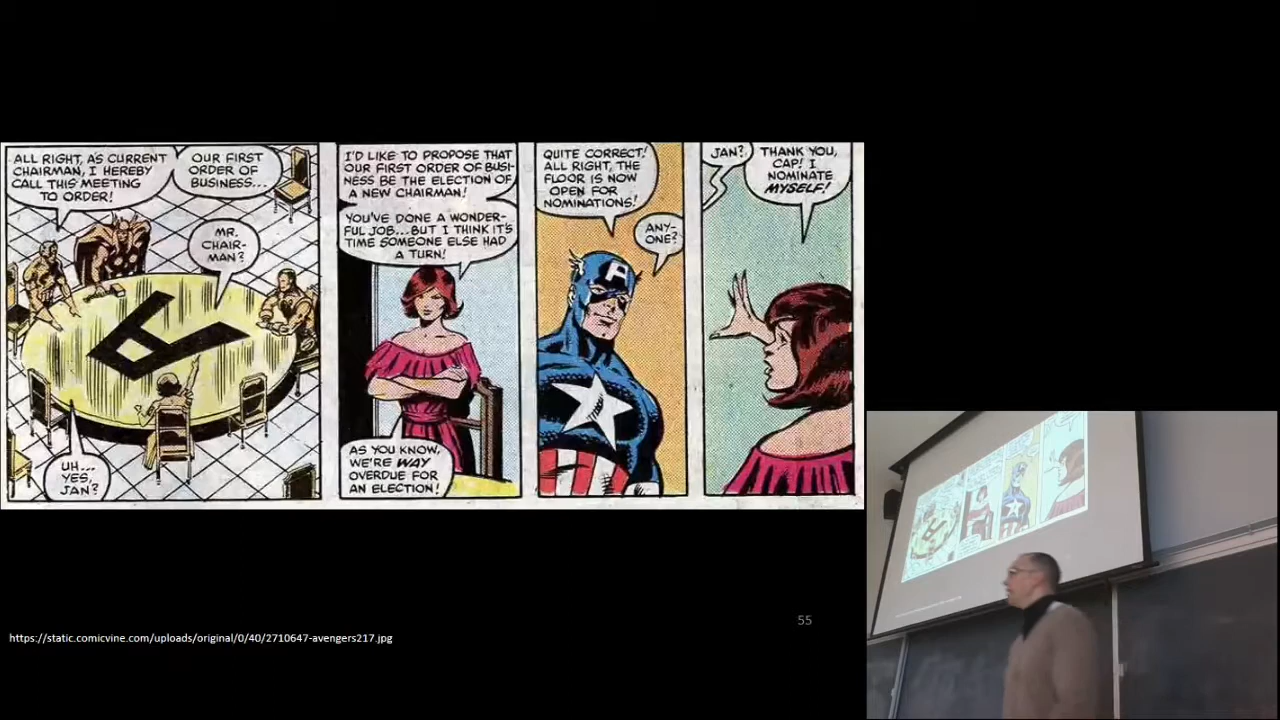 ALL RIGHT, AS CURRENT
CHAIRMAN, I HEREBY
CALL THIS MEETING
TO ORDER!
OUR FIRST
ORDER OF
BUSINESS...
MR.
CHAIR-
MAN?
UH...
YES,
JAN?
I'D LIKE TO PROPOSE THAT
OUR FIRST ORDER OF BUSI-
NESS BE THE ELECTION OF
A NEW CHAIRMAN!
YOU'VE DONE A WONDER-
FUL JOB...BUT I THINK IT'S
TIME SOMEONE ELSE HAD
A TURN!
AS YOU KNOW,
WE'RE WAY
OVERDUE FOR
AN ELECTION!
QUITE CORRECT!
ALL RIGHT, THE
FLOOR IS NOW
OPEN FOR
NOMINATIONS!
ANY-
ONE?
JAN?
THANK YOU,
CAP! I
NOMINATE
MYSELF!
A
A
55
https://static.comicvine.com/uploads/original/0/40/2710647-avengers217.jpg